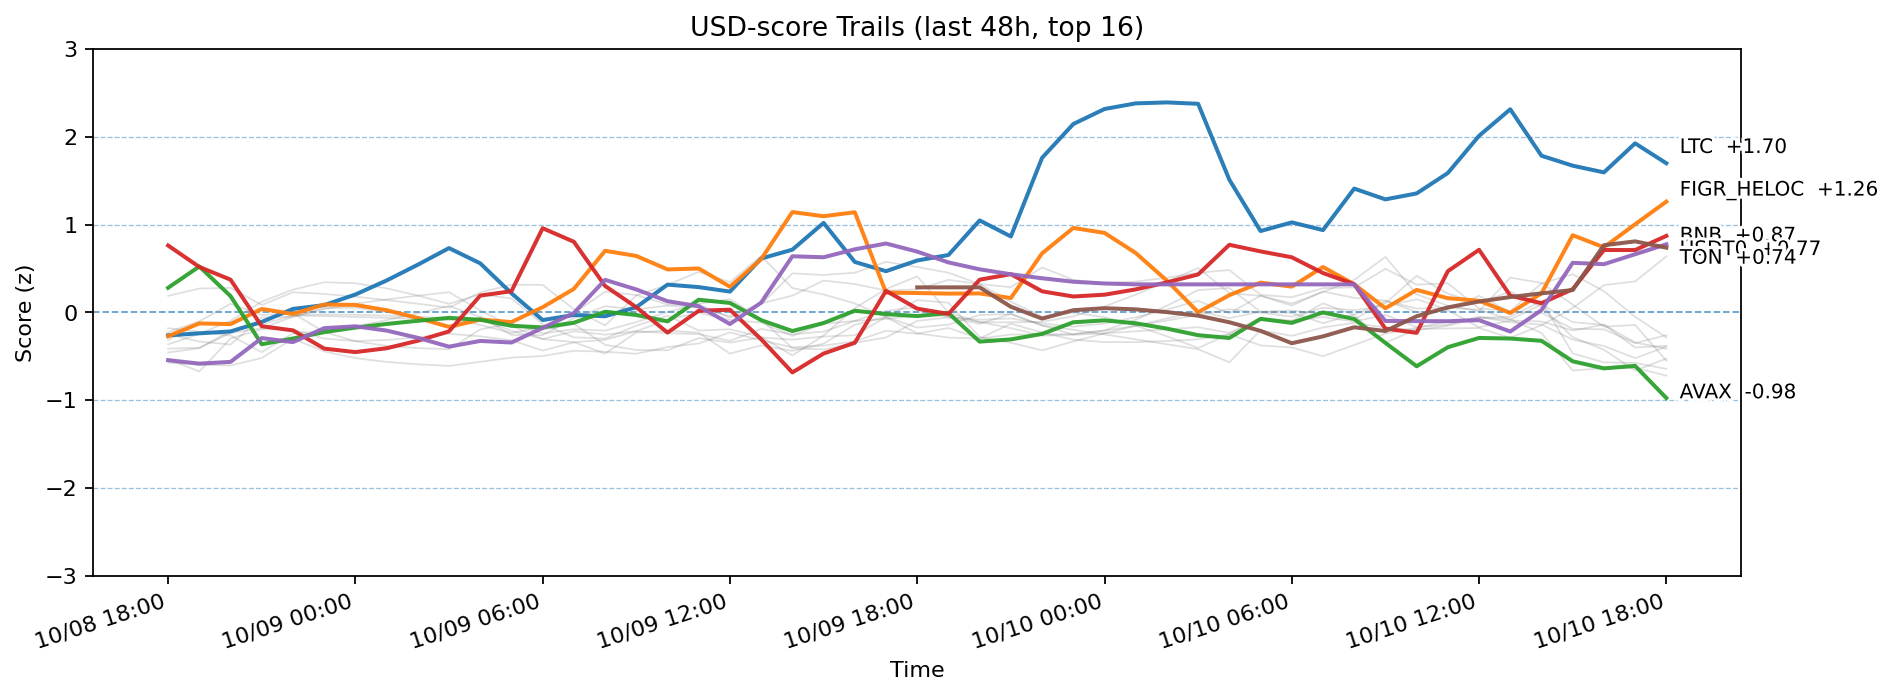 USD-score Trails (last 48h, top 16)
Score (z)
3
2
1
0
−1
−2
−3
LTC +1.70
FIGR_HELOC +1.26
BNB +0.87
USDT0 +0.77
TON +0.74
AVAX -0.98
10/08 18:00
10/09 00:00
10/09 06:00
10/09 12:00
10/09 18:00
10/10 00:00
10/10 06:00
10/10 12:00
10/10 18:00
Time